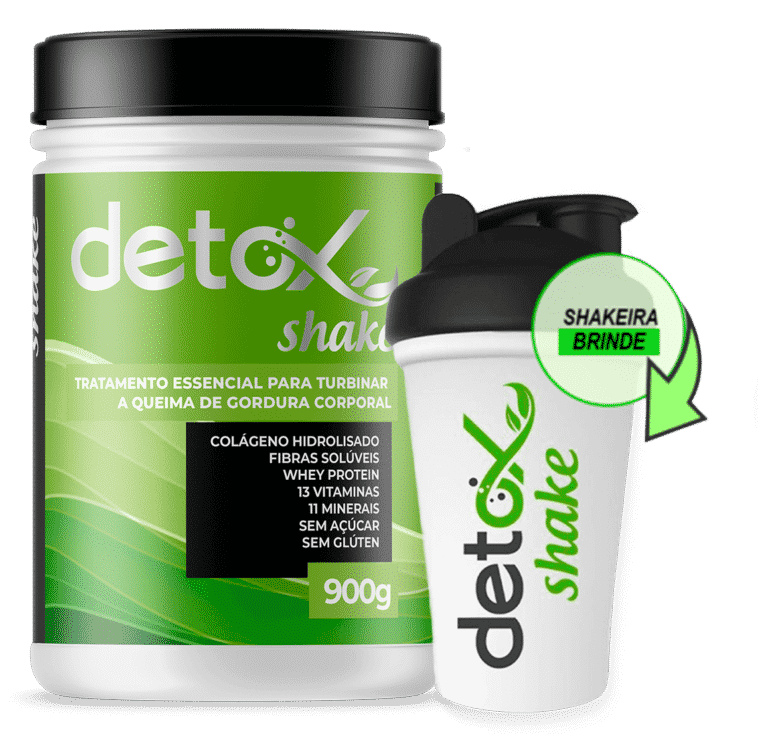 detox
shake
TRATAMENTO ESSENCIAL PARA TURBINAR
A QUEIMA DE GORDURA CORPORAL
COLÁGENO HIDROLISADO
FIBRAS SOLÚVEIS
WHEY PROTEIN
13 VITAMINAS
11 MINERAIS
SEM AÇÚCAR
SEM GLÚTEN
900g
shake
SHAKEIRA
BRINDE
detox
shake